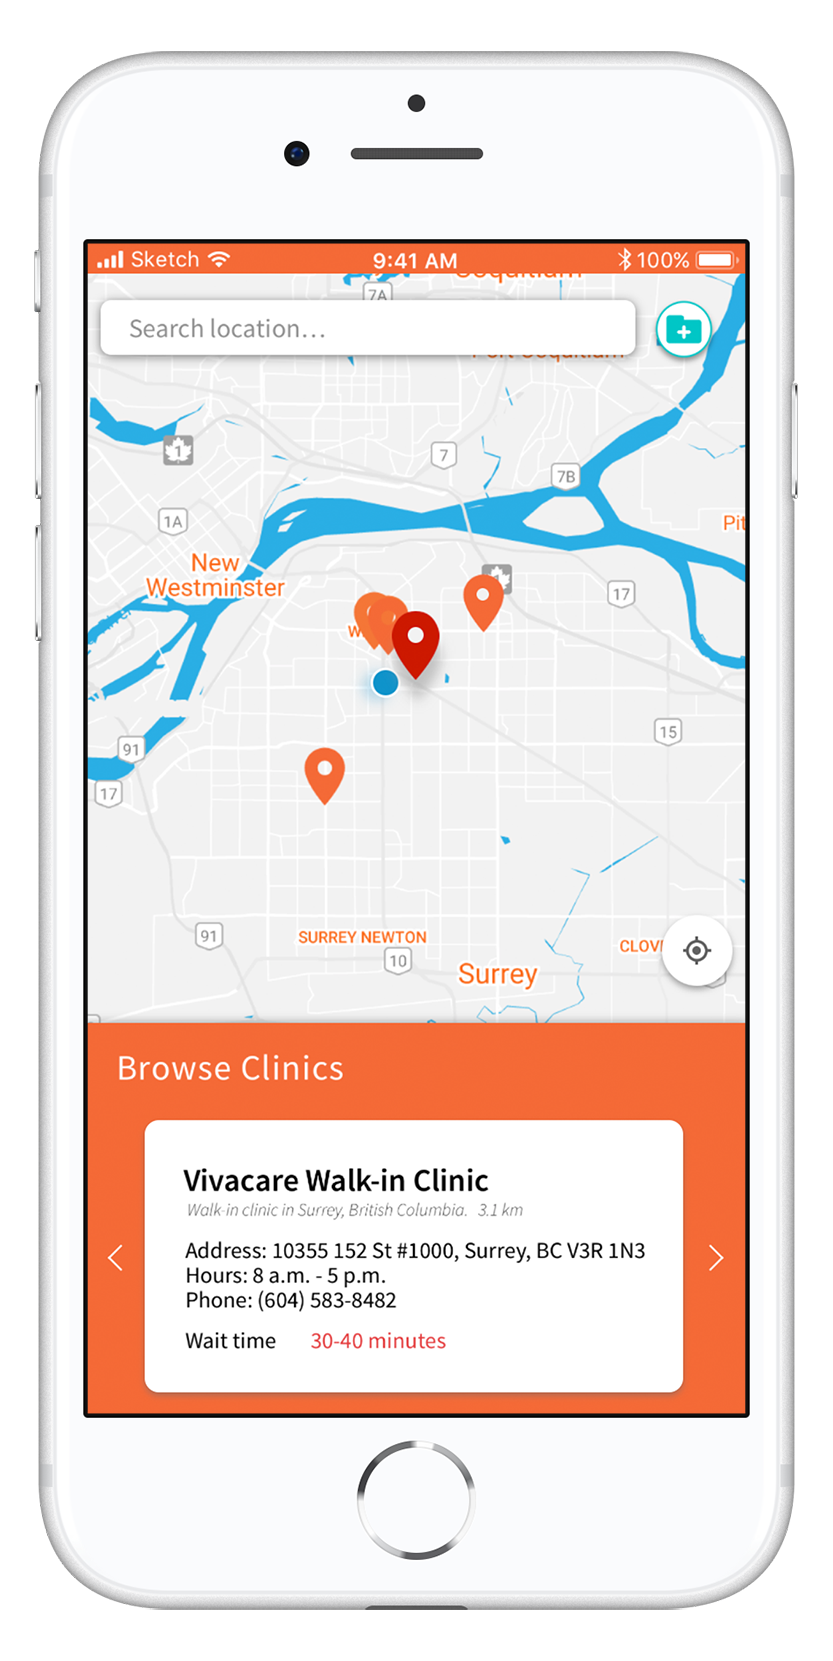 Sketch 9:41 AM 100%
Coquitlam
7A
Search location...
Port Coquitlam
1
7
7B
1A
Pit
New
Westminster
17
W
91
15
17
91
SURREY NEWTON
CLOV
10
Surrey
Browse Clinics
Vivacare Walk-in Clinic
Walk-in clinic in Surrey, British Columbia. 3.1 km
Address: 10355 152 St #1000, Surrey, BC V3R 1N3
Hours: 8 a.m. - 5 p.m.
Phone: (604) 583-8482
Wait time 30-40 minutes